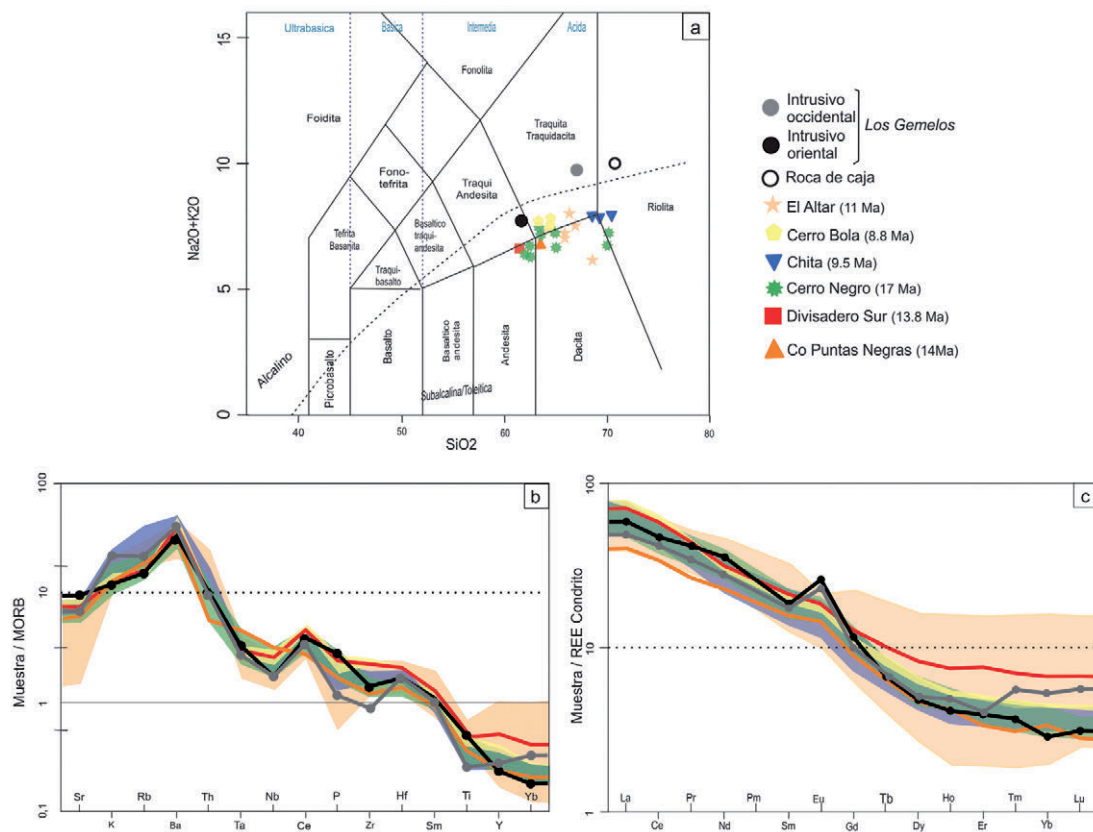 a
Ultrabasica
Basica
Intermedia
Acida
Fonolita
Foidita
Traquita
Traquidacita
Fono-
tefrita
Traqui
Andesita
Riolita
Tefrita
Basanita
Basaltico
traqui-
andesita
Traqui-
basalto
Alcalino
Picrobasalto
Basalto
Basaltico
andesita
Andesita
Dacita
Subalcalina/Toleitica
Na2O+K2O
15
10
5
0
40
50
60
70
80
SiO2
Intrusivo
occidental
Intrusivo
oriental
Los Gemelos
Roca de caja
El Altar (11 Ma)
Cerro Bola (8.8 Ma)
Chita (9.5 Ma)
Cerro Negro (17 Ma)
Divisadero Sur (13.8 Ma)
Co Puntas Negras (14Ma)
b
Muestra / MORB
100
10
1
0,1
Sr
Rb
Th
Nb
P
Hf
Ti
Yb
K
Ba
Ta
Ce
Zr
Sm
Y
c
Muestra / REE Condrito
100
10
1
La
Pr
Pm
Eu
Tb
Ho
Tm
Lu
Ce
Nd
Sm
Gd
Dy
Er
Yb